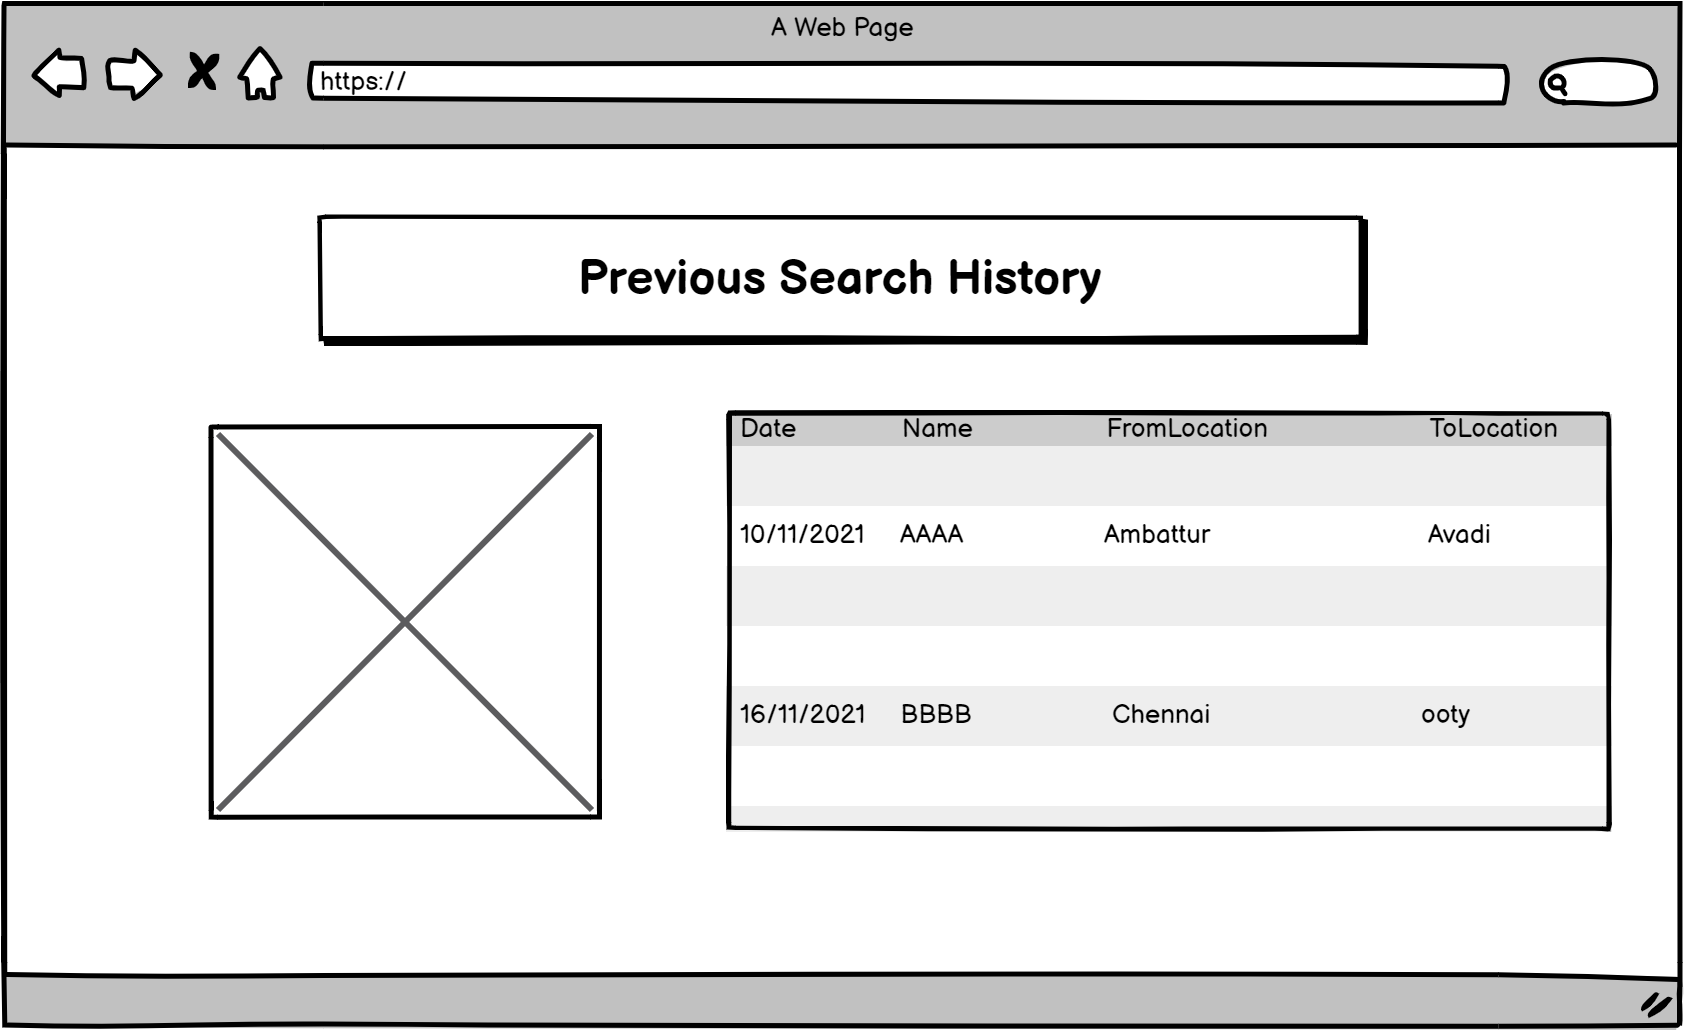 A Web Page
https://
Previous Search History
Date Name FromLocation ToLocation
10/11/2021 AAAA Ambattur Avadi
16/11/2021 BBBB Chennai ooty